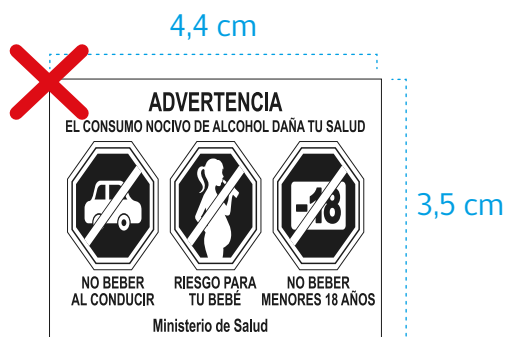 4,4 cm
ADVERTENCIA
EL CONSUMO NOCIVO DE ALCOHOL DAÑA TU SALUD
-18
NO BEBER
AL CONDUCIR
RIESGO PARA
TU BEBÉ
NO BEBER
MENORES 18 AÑOS
Ministerio de Salud
3,5 cm